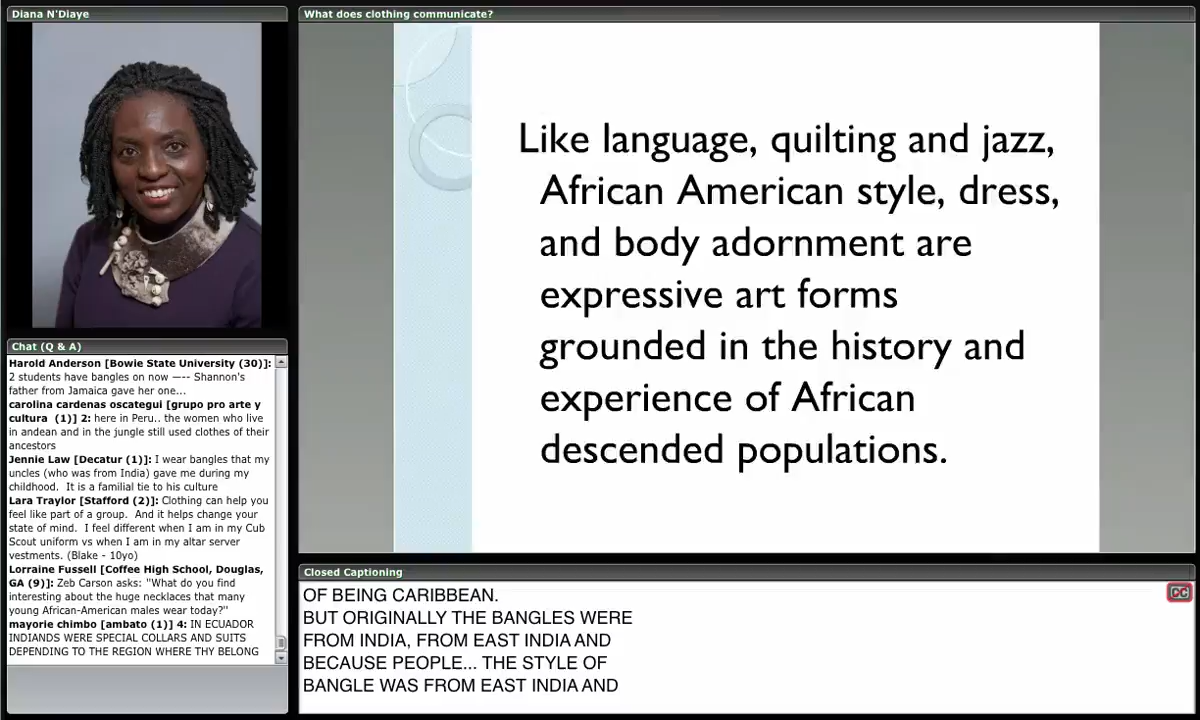 Diana N'Diaye
What does clothing communicate?
Like language, quilting and jazz,
African American style, dress,
and body adornment are
expressive art forms
grounded in the history and
experience of African
descended populations.
Chat (Q & A)
Harold Anderson [Bowie State University (30)]:
2 students have bangles on now —-- Shannon's
father from Jamaica gave her one...
carolina cardenas oscategui [grupo pro arte y
cultura (1)] 2: here in Peru.. the women who live
in andean and in the jungle still used clothes of their
ancestors
Jennie Law [Decatur (1)]: I wear bangles that my
uncles (who was from India) gave me during my
childhood. It is a familial tie to his culture
Lara Traylor [Stafford (2)]: Clothing can help you
feel like part of a group. And it helps change your
state of mind. I feel different when I am in my Cub
Scout uniform vs when I am in my altar server
vestments. (Blake - 10yo)
Lorraine Fussell [Coffee High School, Douglas,
GA (9)]: Zeb Carson asks: "What do you find
interesting about the huge necklaces that many
young African-American males wear today?"
mayorie chimbo [ambato (1)] 4: IN ECUADOR
INDIANDS WERE SPECIAL COLLARS AND SUITS
DEPENDING TO THE REGION WHERE THY BELONG
Closed Captioning
CC
OF BEING CARIBBEAN.
BUT ORIGINALLY THE BANGLES WERE
FROM INDIA, FROM EAST INDIA AND
BECAUSE PEOPLE... THE STYLE OF
BANGLE WAS FROM EAST INDIA AND